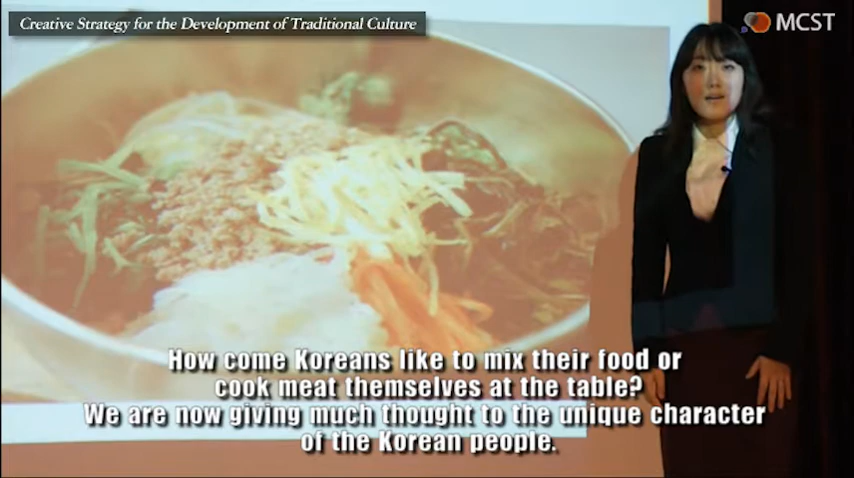 Creative Strategy for the Development of Traditional Culture
MCST
How come Koreans like to mix their food or
cook meat themselves at the table?
We are now giving much thought to the unique character
of the Korean people.